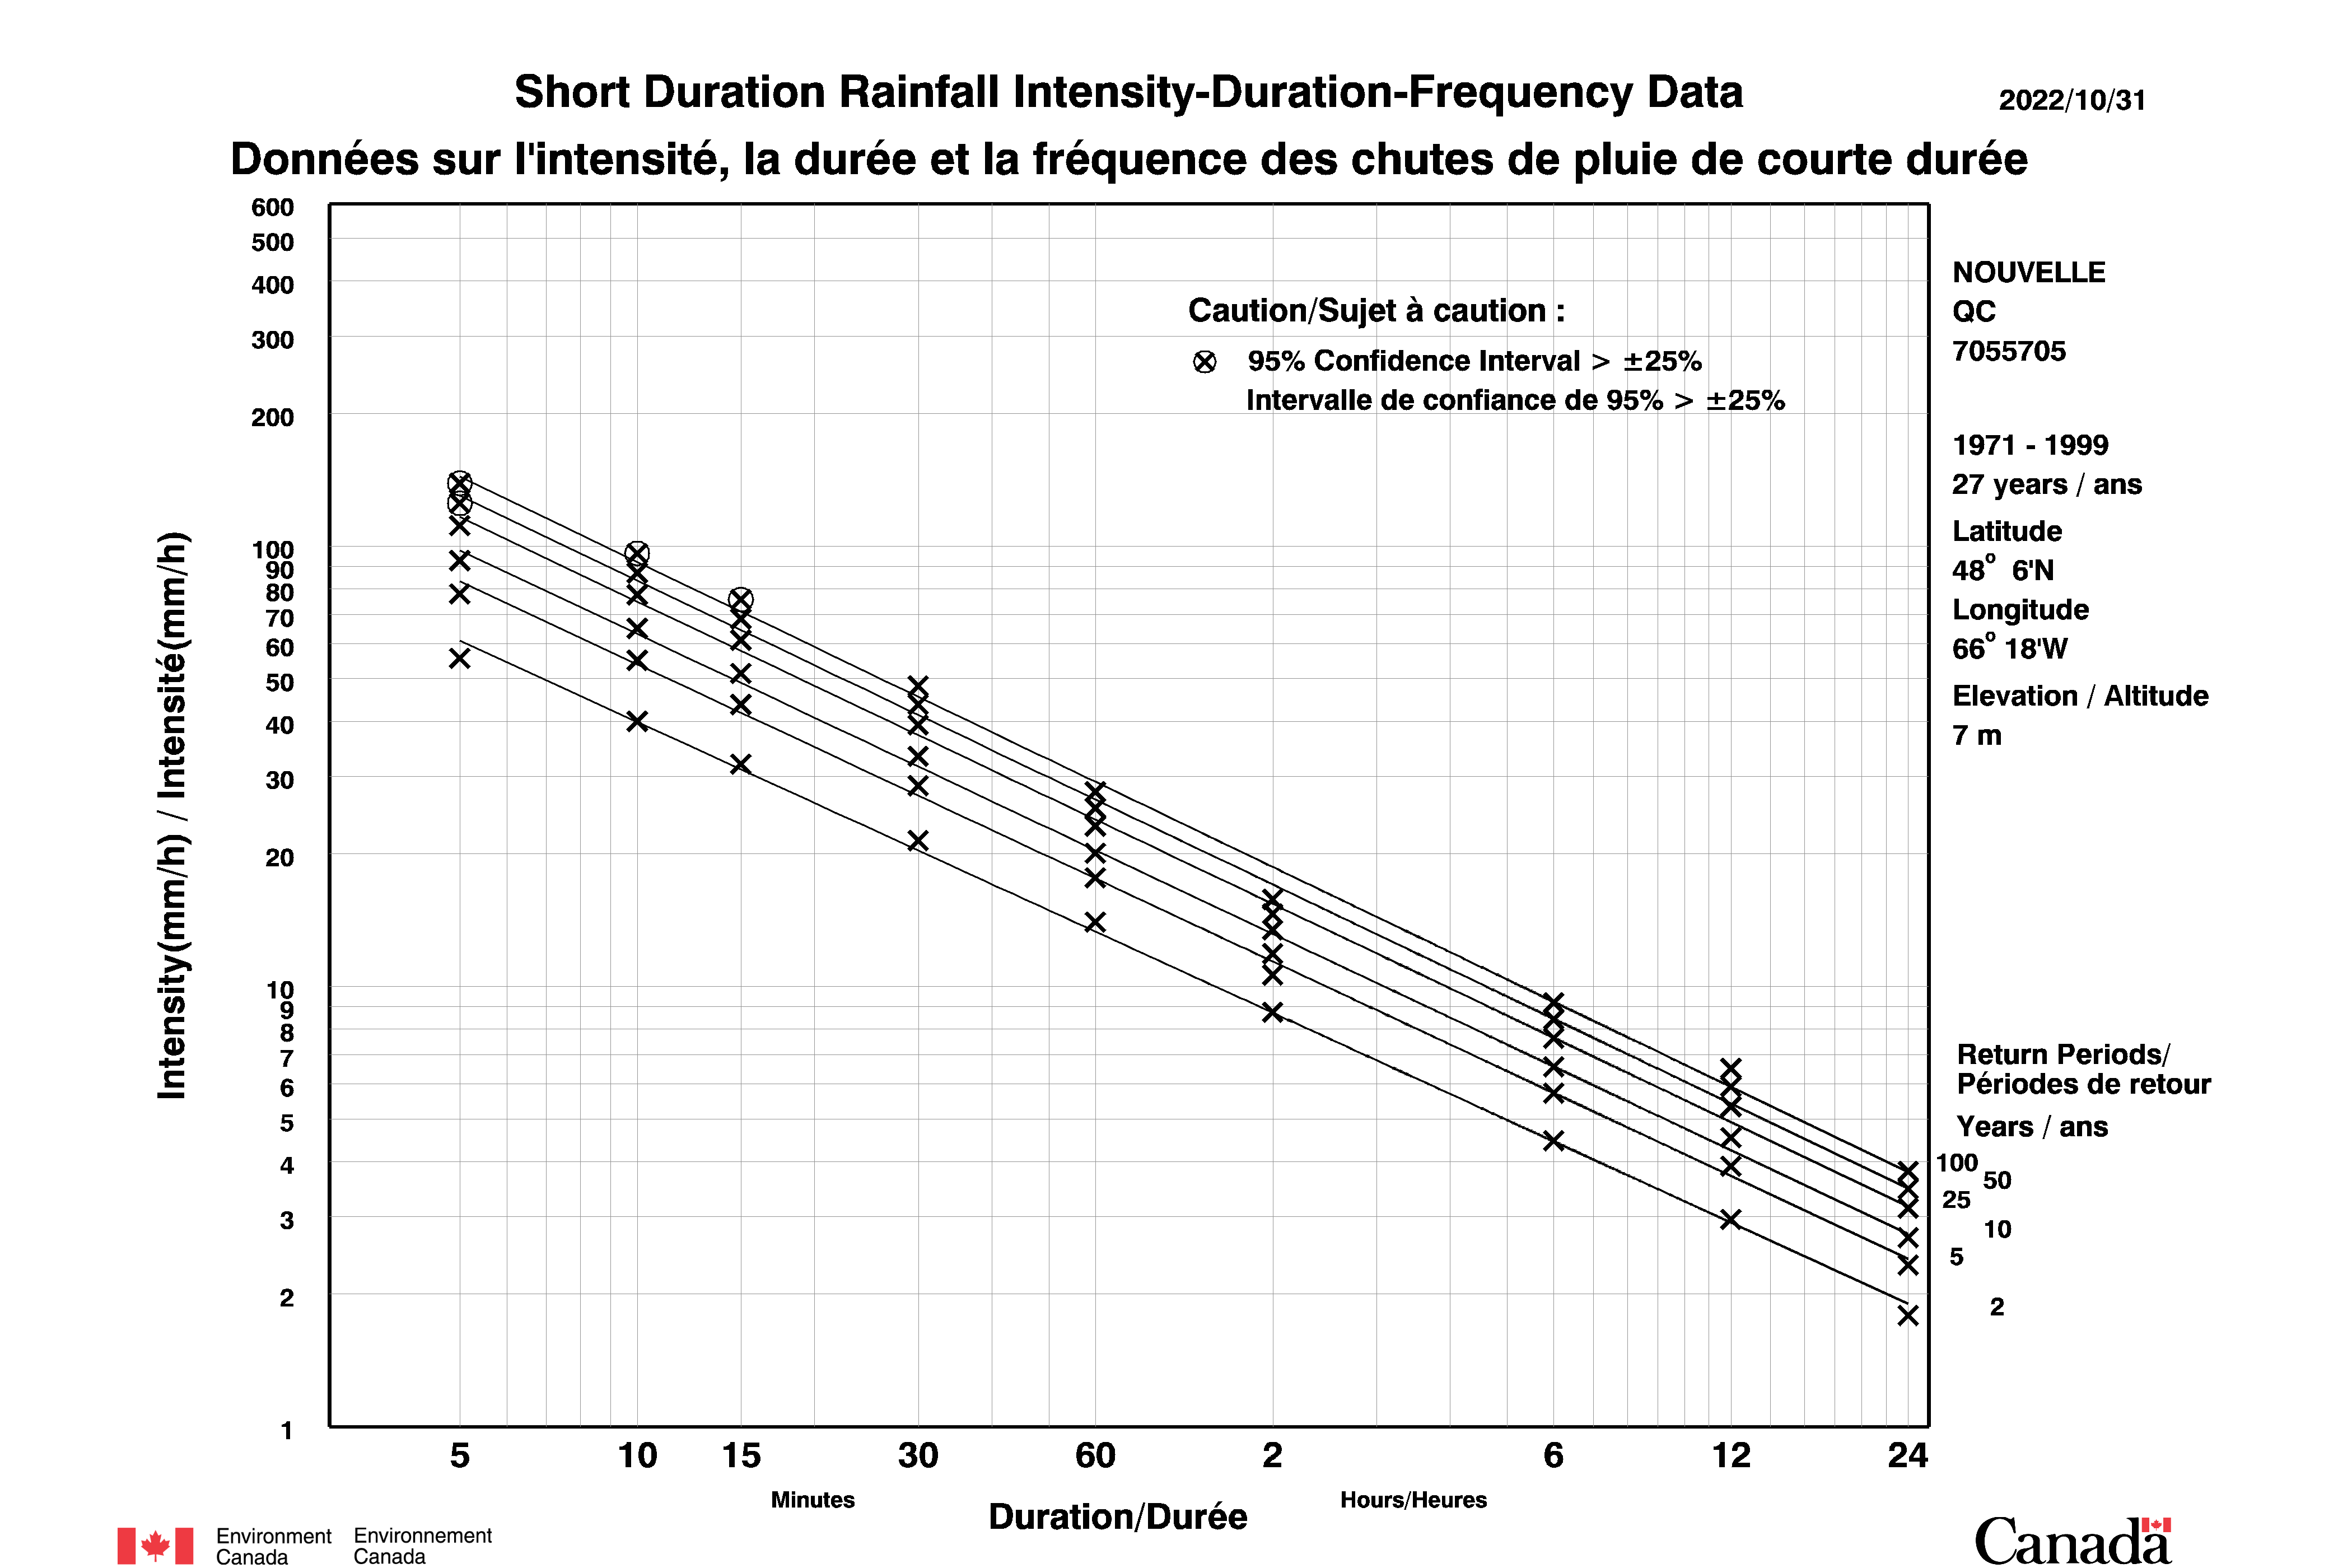 Short Duration Rainfall Intensity-Duration-Frequency Data
2022/10/31
Données sur l'intensité, la durée et la fréquence des chutes de pluie de courte durée
600
500
400
300
200
100
90
80
70
60
50
40
30
20
10
9
8
7
6
5
4
3
2
1
Intensity(mm/h) / Intensité(mm/h)
Caution/Sujet à caution :
95% Confidence Interval > ±25%
Intervalle de confiance de 95% > ±25%
NOUVELLE
QC
7055705
1971 - 1999
27 years / ans
Latitude
48° 6'N
Longitude
66° 18'W
Elevation / Altitude
7 m
Return Periods/
Périodes de retour
Years / ans
100
50
25
10
5
2
5 10 15 30 60 2 6 12 24
Minutes
Hours/Heures
Duration/Durée
Environment Environnement
Canada Canada
Canada